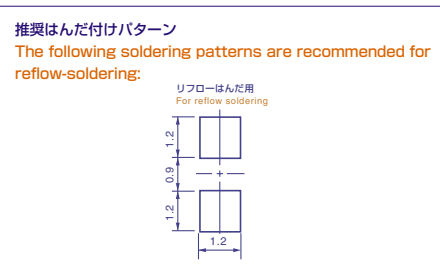 推奨はんだ付けパターン
The following soldering patterns are recommended for
reflow-soldering:
リフローはんだ用
For reflow soldering
1.2
0.9
1.2
1.2